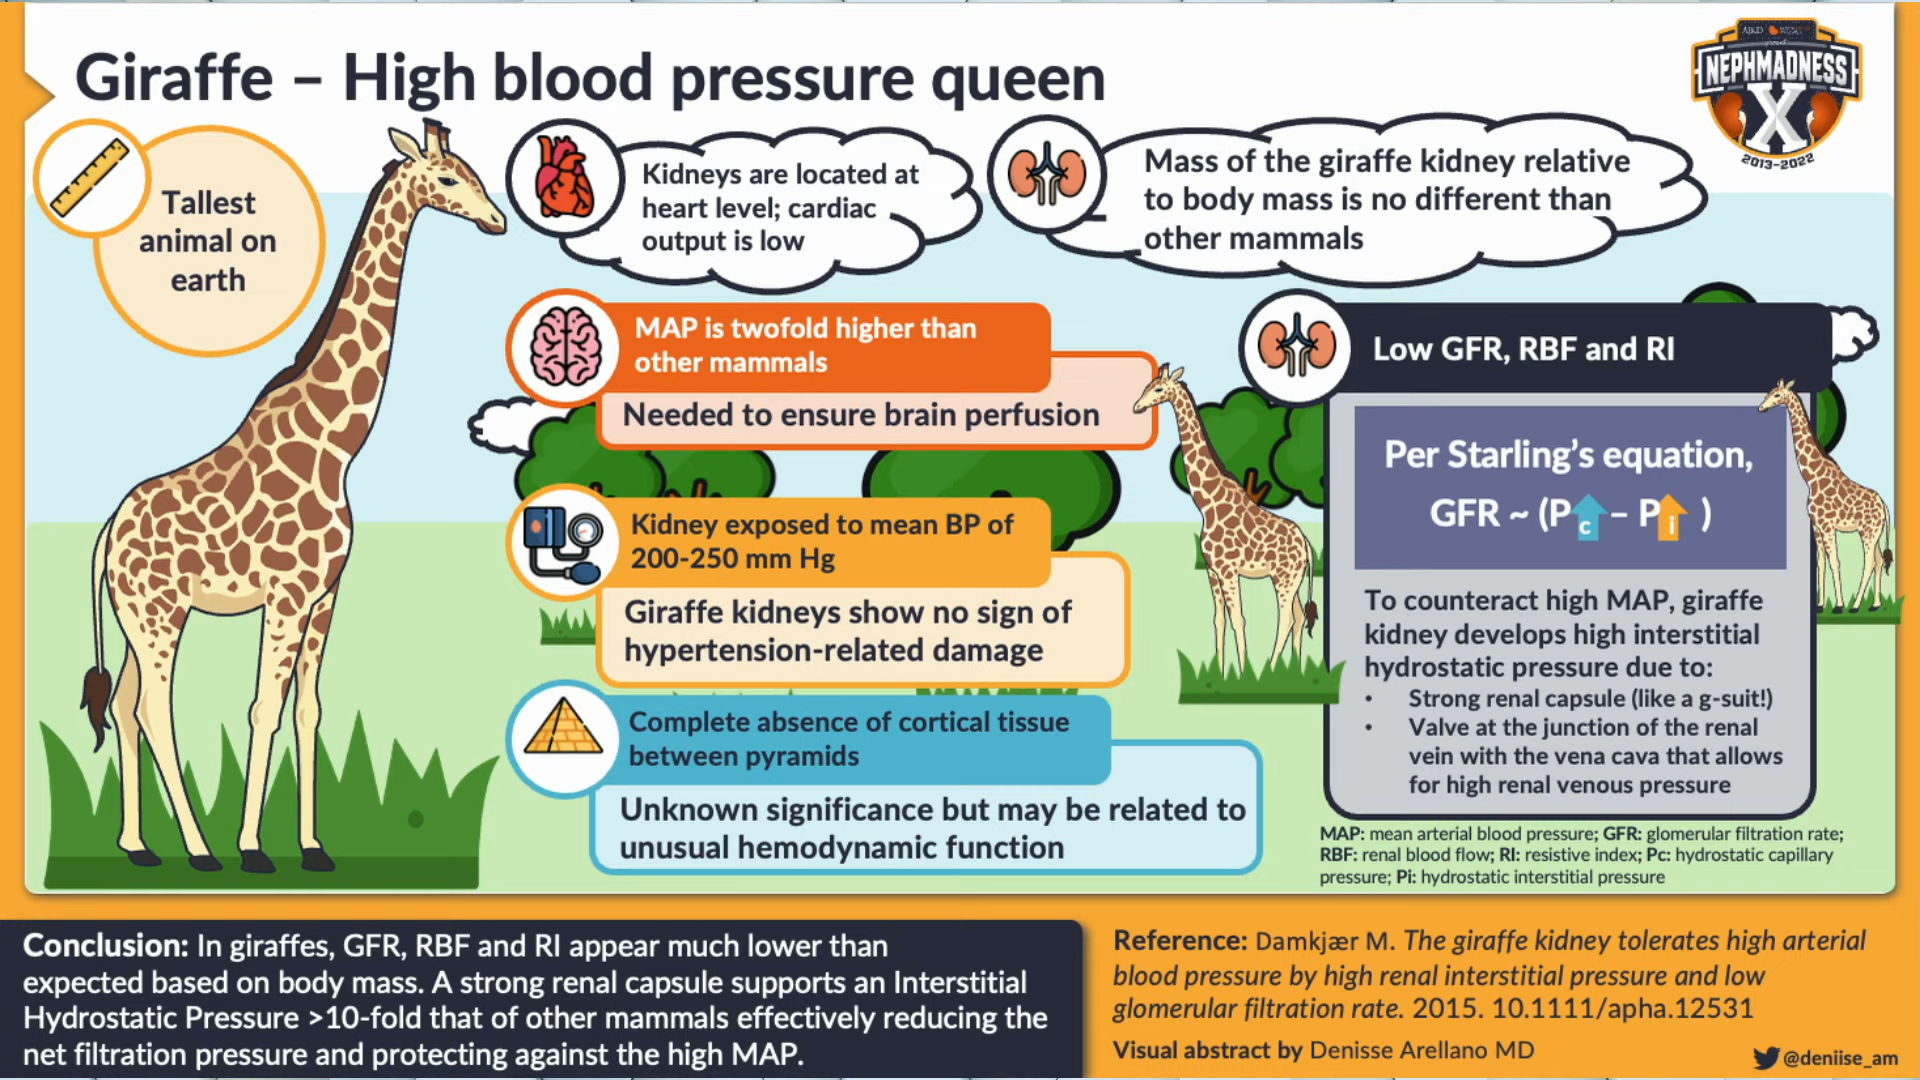 Giraffe – High blood pressure queen
NEPHMADNESS
X
2013-2022
Tallest
animal on
earth
Kidneys are located at
heart level; cardiac
output is low
Mass of the giraffe kidney relative
to body mass is no different than
other mammals
MAP is twofold higher than
other mammals
Needed to ensure brain perfusion
Kidney exposed to mean BP of
200-250 mm Hg
Giraffe kidneys show no sign of
hypertension-related damage
Complete absence of cortical tissue
between pyramids
Unknown significance but may be related to
unusual hemodynamic function
Low GFR, RBF and RI
Per Starling's equation,
GFR ~ (Pc – Pi )
To counteract high MAP, giraffe
kidney develops high interstitial
hydrostatic pressure due to:
• Strong renal capsule (like a g-suit!)
• Valve at the junction of the renal
vein with the vena cava that allows
for high renal venous pressure
MAP: mean arterial blood pressure; GFR: glomerular filtration rate;
RBF: renal blood flow; RI: resistive index; Pc: hydrostatic capillary
pressure; Pi: hydrostatic interstitial pressure
Conclusion: In giraffes, GFR, RBF and RI appear much lower than
expected based on body mass. A strong renal capsule supports an Interstitial
Hydrostatic Pressure >10-fold that of other mammals effectively reducing the
net filtration pressure and protecting against the high MAP.
Reference: Damkjær M. The giraffe kidney tolerates high arterial
blood pressure by high renal interstitial pressure and low
glomerular filtration rate. 2015. 10.1111/apha.12531
Visual abstract by Denisse Arellano MD
@deniise_am